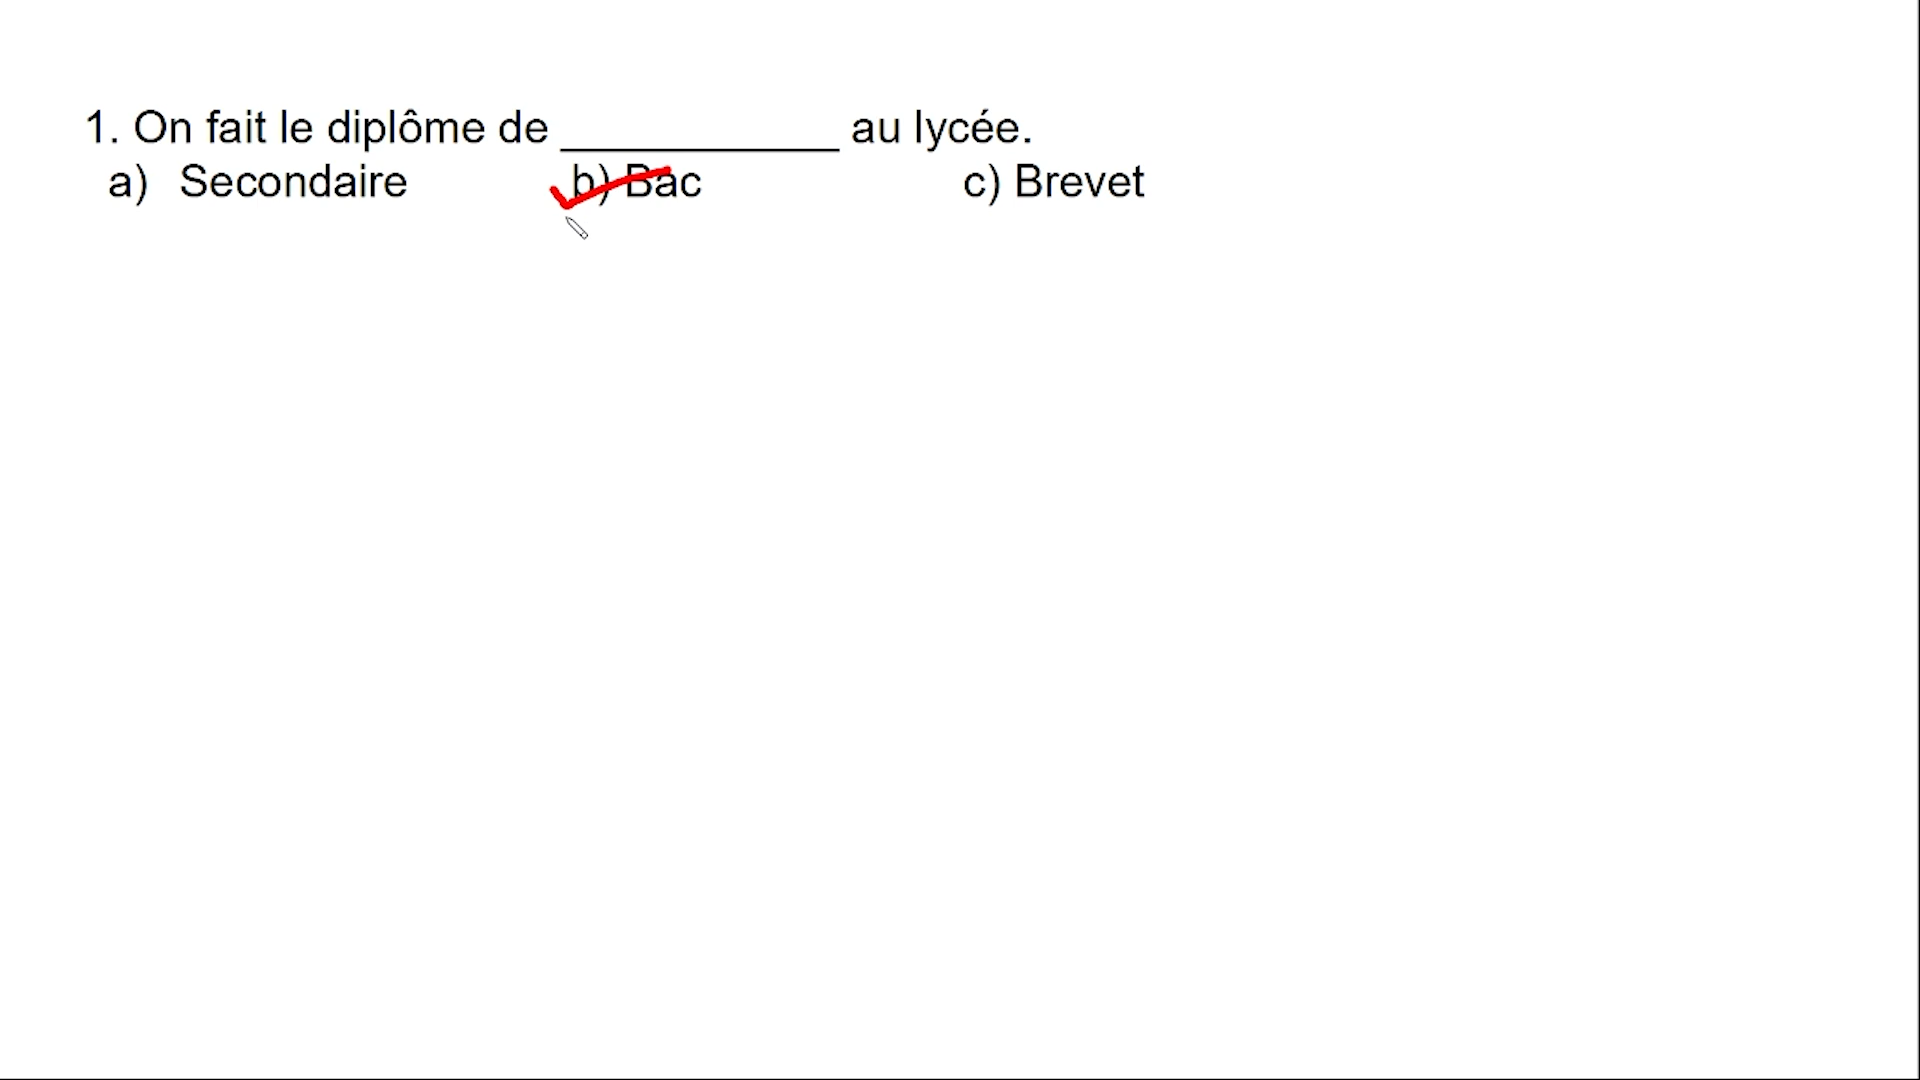 1. On fait le diplôme de ____________ au lycée.
a) Secondaire b) Bac c) Brevet